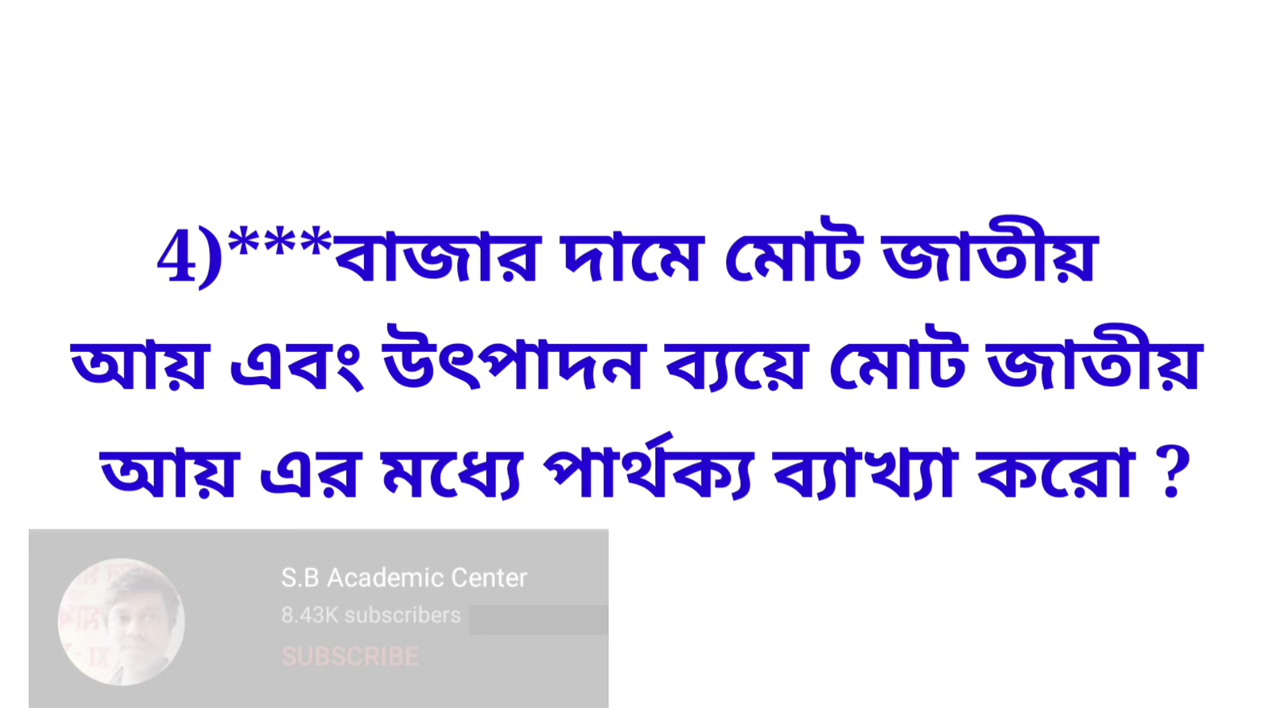 4)***বাজার দামে মোট জাতীয়
আয় এবং উৎপাদন ব্যয়ে মোট জাতীয়
আয় এর মধ্যে পার্থক্য ব্যাখ্যা করো ?
S.B Academic Center
8.43K subscribers
SUBSCRIBE